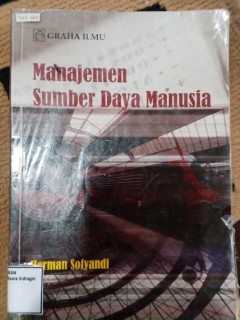 GRAHA ILMU
Manajemen
Sumber Daya Manusia
Herman Sofyandi